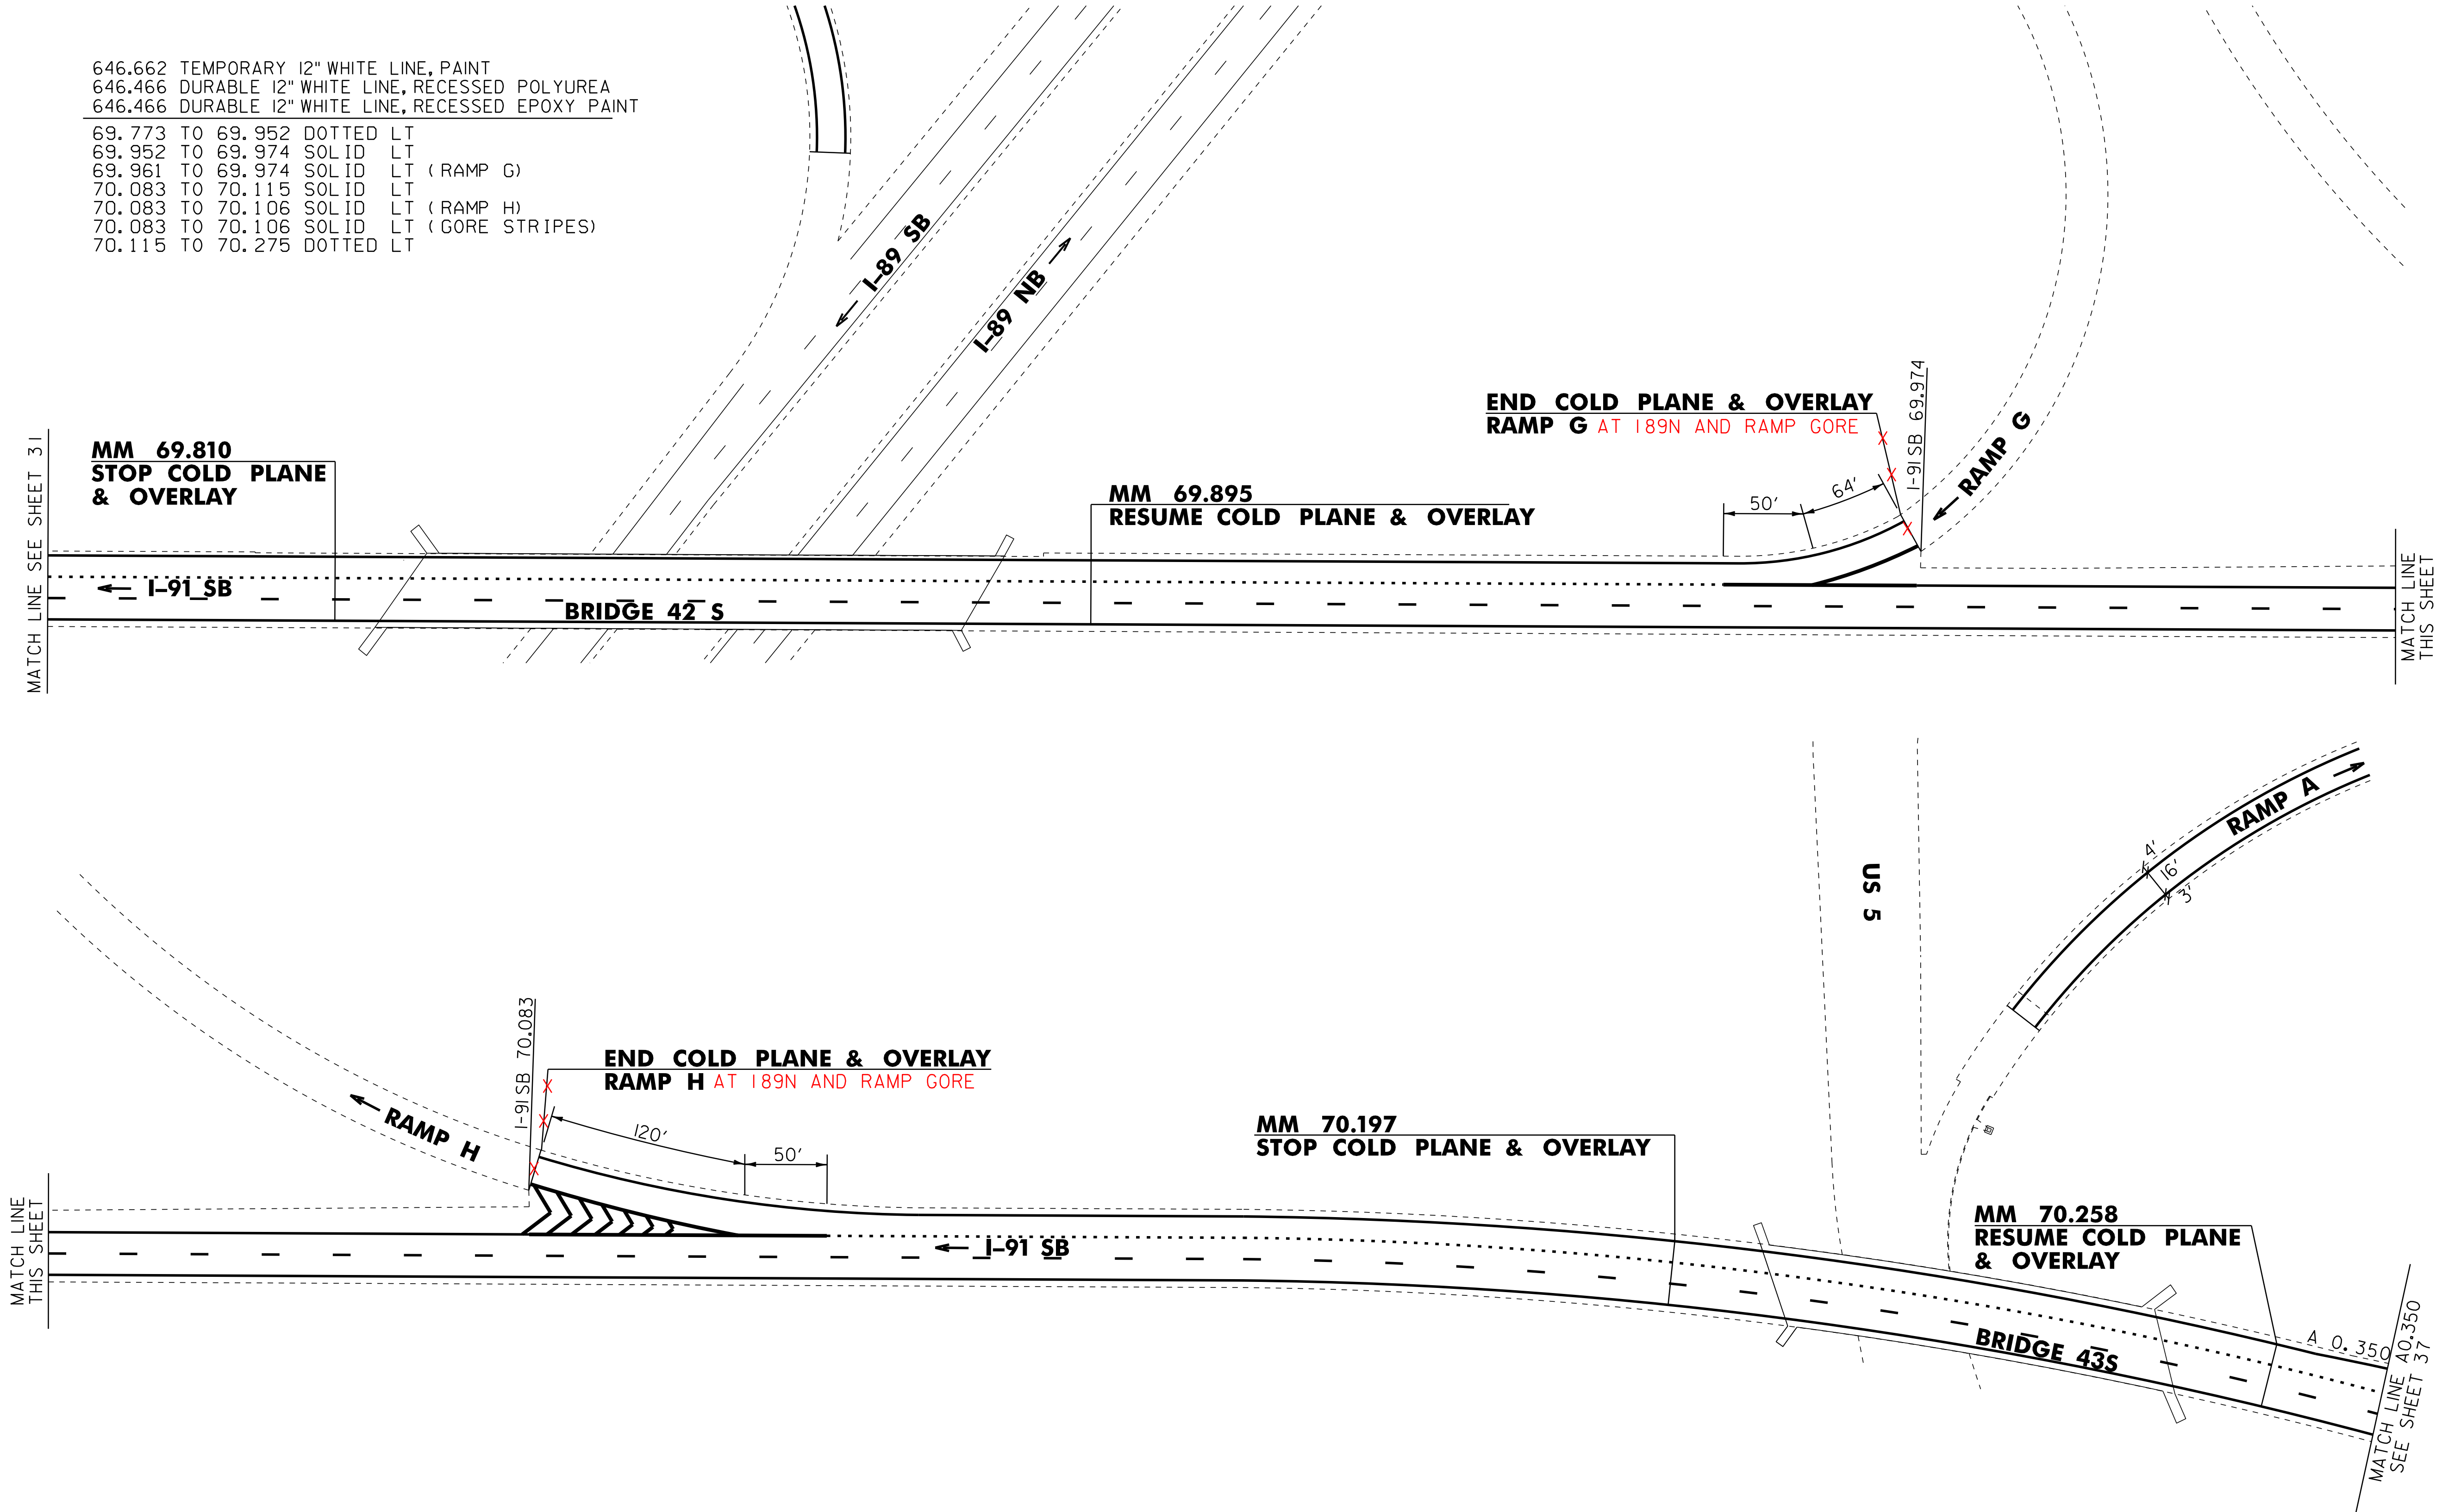 646.662 TEMPORARY 12" WHITE LINE, PAINT
646.466 DURABLE 12" WHITE LINE, RECESSED POLYUREA
646.466 DURABLE 12" WHITE LINE, RECESSED EPOXY PAINT
69.773 TO 69.952 DOTTED LT
69.952 TO 69.974 SOLID LT
69.961 TO 69.974 SOLID LT (RAMP G)
70.083 TO 70.115 SOLID LT
70.083 TO 70.106 SOLID LT (RAMP H)
70.083 TO 70.106 SOLID LT (GORE STRIPES)
70.115 TO 70.275 DOTTED LT
I-89 SB
I-89 NB
END COLD PLANE & OVERLAY
RAMP G AT I89N AND RAMP GORE
I-91 SB 69.974
RAMP G
MATCH LINE SEE SHEET 31
MM 69.810
STOP COLD PLANE
& OVERLAY
MM 69.895
RESUME COLD PLANE & OVERLAY
50'
64'
I-91 SB
BRIDGE 42 S
MATCH LINE
THIS SHEET
RAMP A
4'
16'
3'
US 5
I-91 SB 70.083
END COLD PLANE & OVERLAY
RAMP H AT I89N AND RAMP GORE
RAMP H
120'
50'
MM 70.197
STOP COLD PLANE & OVERLAY
MATCH LINE
THIS SHEET
I-91 SB
MM 70.258
RESUME COLD PLANE
& OVERLAY
BRIDGE 43S
A 0.350
MATCH LINE A0.350
SEE SHEET 37